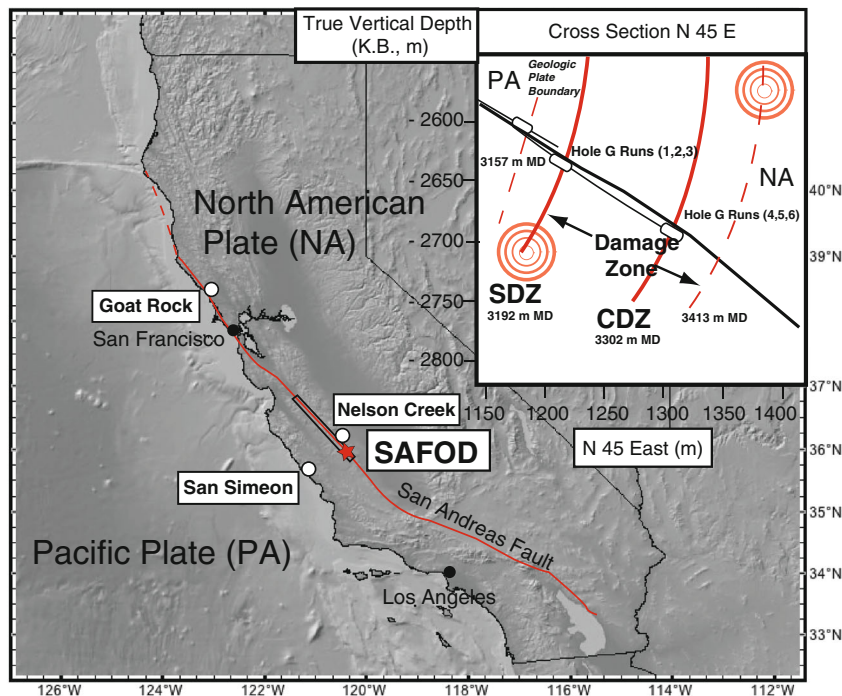 True Vertical Depth
(K.B., m)
Cross Section N 45 E
PA
Geologic
Plate
Boundary
- 2600
- 2650
- 2700
- 2750
- 2800
3157 m MD
Hole G Runs (1,2,3)
NA
Hole G Runs (4,5,6)
Damage
Zone
SDZ
3192 m MD
CDZ
3302 m MD
3413 m MD
1150
1200
1250
1300
1350
1400
N 45 East (m)
North American
Plate (NA)
Goat Rock
San Francisco
Nelson Creek
SAFOD
San Simeon
San Andreas Fault
Pacific Plate (PA)
Los Angeles
40°N
39°N
37°N
36°N
35°N
34°N
33°N
126°W
124°W
122°W
120°W
118°W
116°W
114°W
112°W